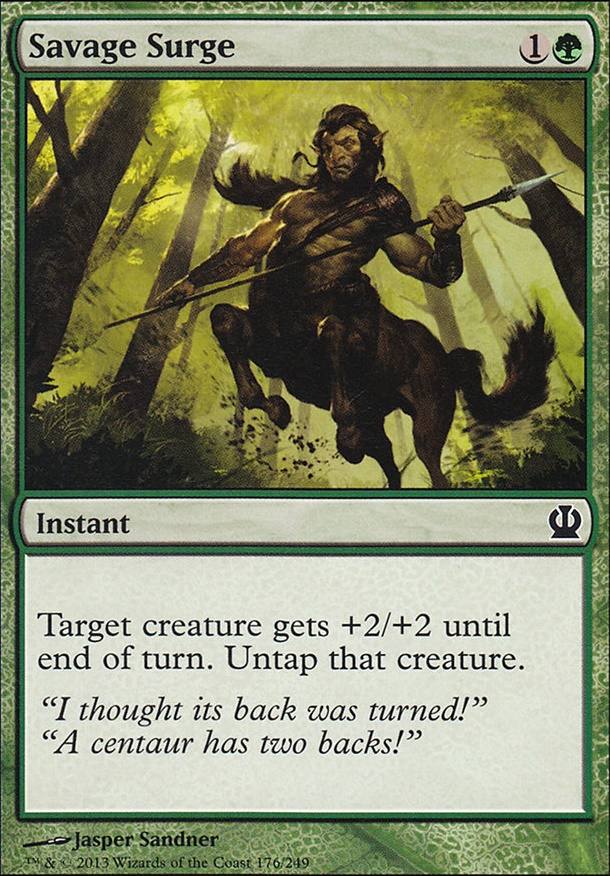 Savage Surge 1
Instant
Target creature gets +2/+2 until
end of turn. Untap that creature.
“I thought its back was turned!”
“A centaur has two backs!”
Jasper Sandner
™ & © 2013 Wizards of the Coast 176/249